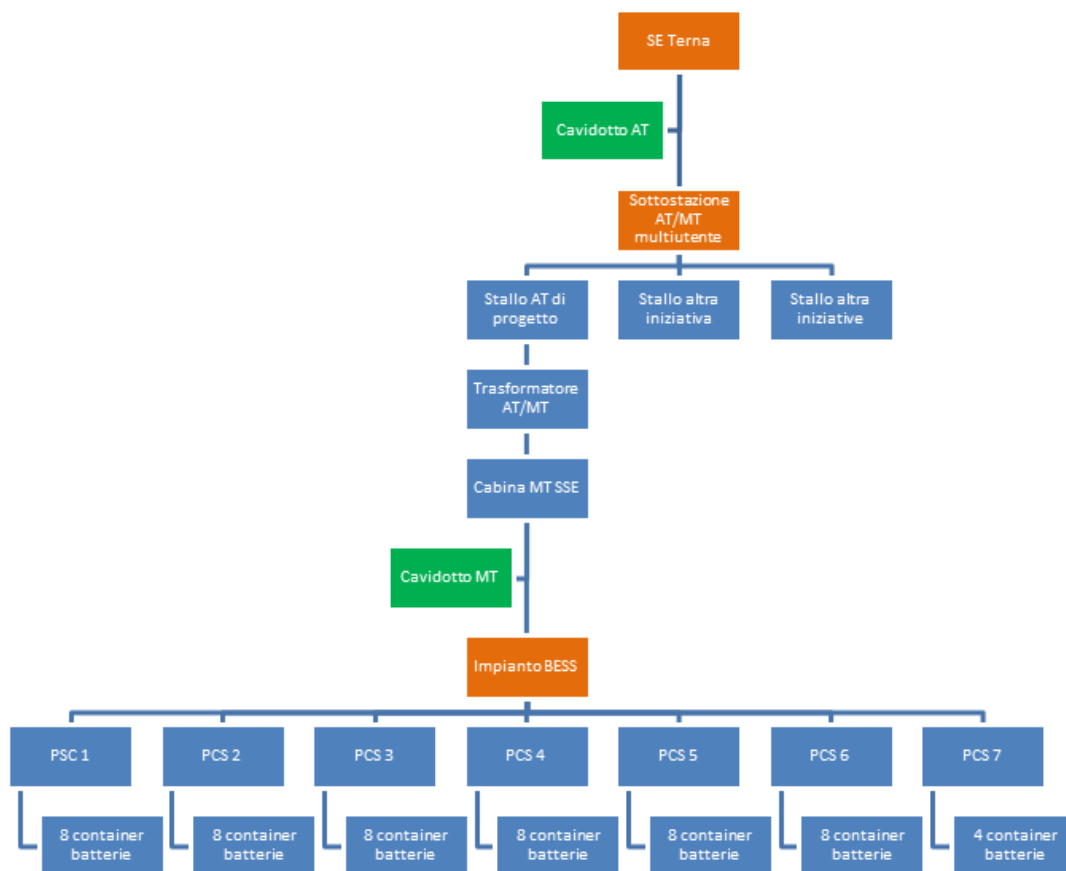 SE Terna
Cavidotto AT
Sottostazione
AT/MT
multiutente
Stallo AT di
progetto
Stallo altra
iniziativa
Stallo altra
iniziative
Trasformatore
AT/MT
Cabina MT SSE
Cavidotto MT
Impianto BESS
PSC 1
PCS 2
PCS 3
PCS 4
PCS 5
PCS 6
PCS 7
8 container
batterie
8 container
batterie
8 container
batterie
8 container
batterie
8 container
batterie
8 container
batterie
4 container
batterie